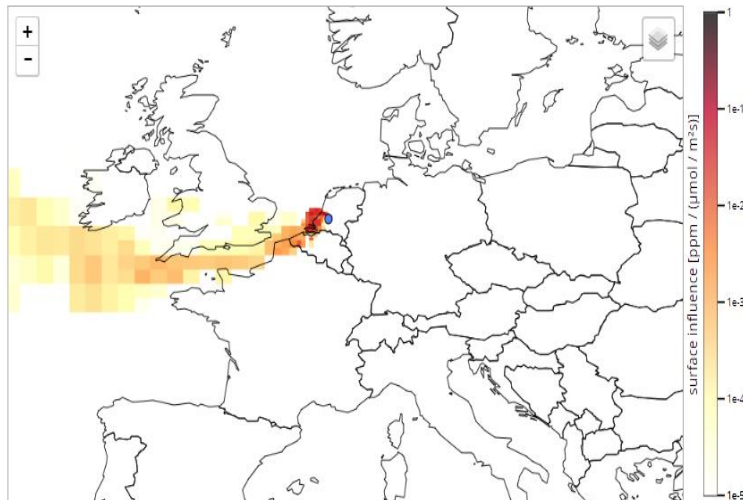 +
−
surface influence [ppm / (μmol / m²s)]
1
1e-1
1e-2
1e-3
1e-4
1e-5